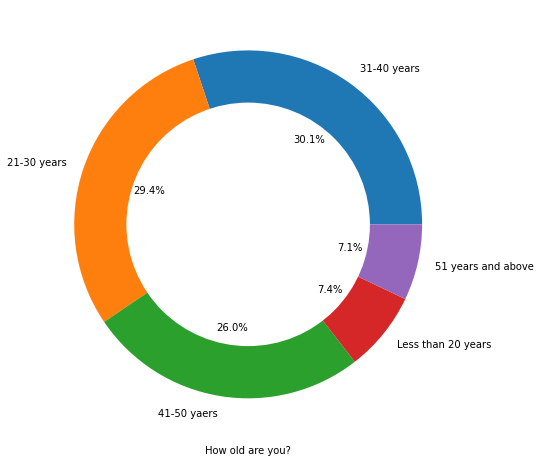 31-40 years
30.1%
21-30 years
29.4%
7.1%
51 years and above
7.4%
26.0%
Less than 20 years
41-50 yaers
How old are you?